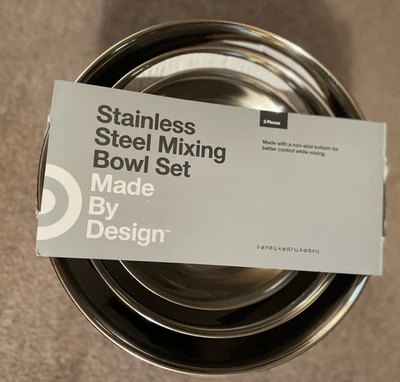 Stainless
Steel Mixing
Bowl Set
Made
By
Design™
3 Pieces
Made with a non-skid bottom for
better control while mixing.